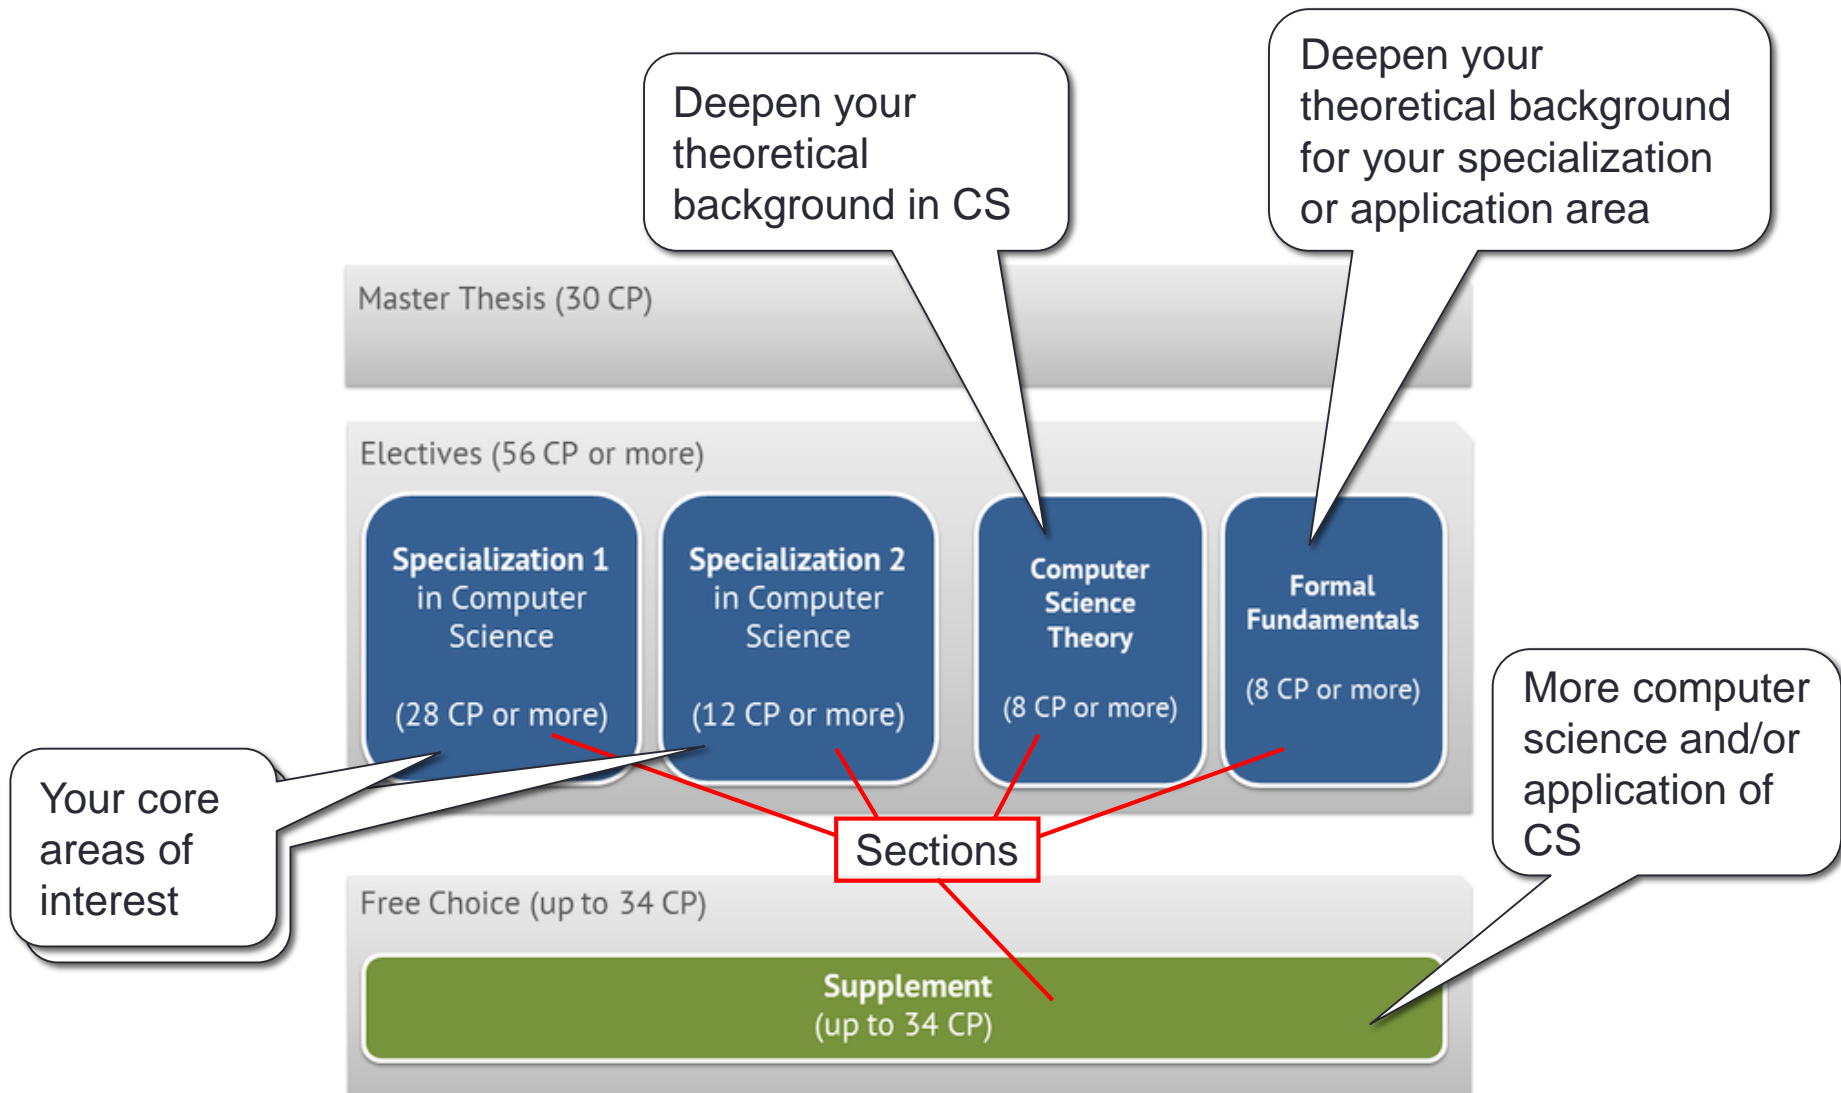 Deepen your
theoretical
background in CS
Deepen your
theoretical background
for your specialization
or application area
Master Thesis (30 CP)
Electives (56 CP or more)
Specialization 1
in Computer
Science
(28 CP or more)
Specialization 2
in Computer
Science
(12 CP or more)
Computer
Science
Theory
(8 CP or more)
Formal
Fundamentals
(8 CP or more)
Your core
areas of
interest
Sections
More computer
science and/or
application of
CS
Free Choice (up to 34 CP)
Supplement
(up to 34 CP)